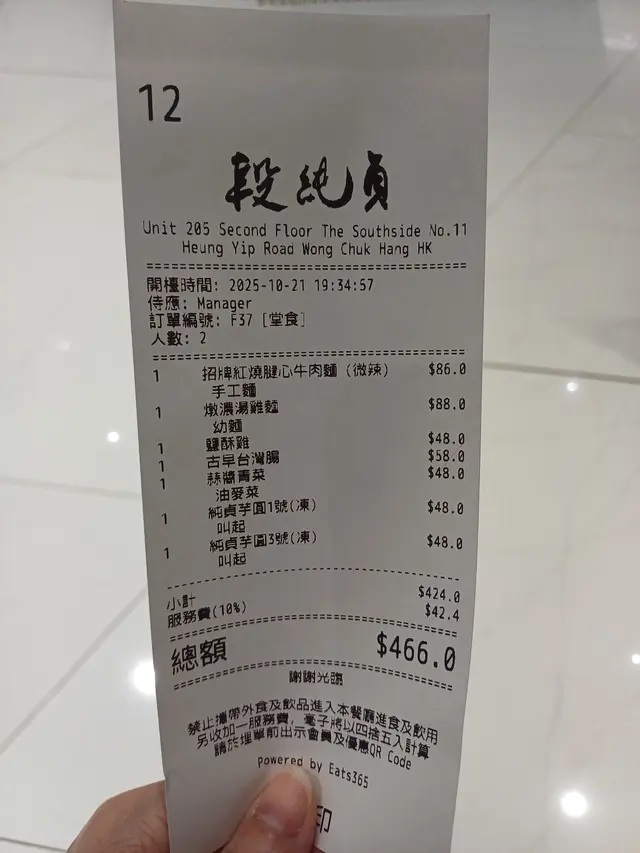 12
段純貞
Unit 205 Second Floor The Southside No.11
Heung Yip Road Wong Chuk Hang HK
開檯時間: 2025-10-21 19:34:57
侍應: Manager
訂單編號: F37 [堂食]
人數: 2
1 招牌紅燒腱心牛肉麵 (微辣) $86.0
手工麵
1 燉濃湯雞麵 $88.0
幼麵
1 鹽酥雞 $48.0
1 古早台灣腸 $58.0
1 蒜醬青菜 $48.0
油麥菜
1 純貞芋圓1號(凍) $48.0
叫起
1 純貞芋圓3號(凍) $48.0
叫起
小計 $424.0
服務費(10%) $42.4
總額 $466.0
謝謝光臨
禁止攜帶外食及飲品進入本餐廳進食及飲用
另收加一服務費, 毫子將以四捨五入計算
請於埋單前出示會員及優惠QR Code
Powered by Eats365
印